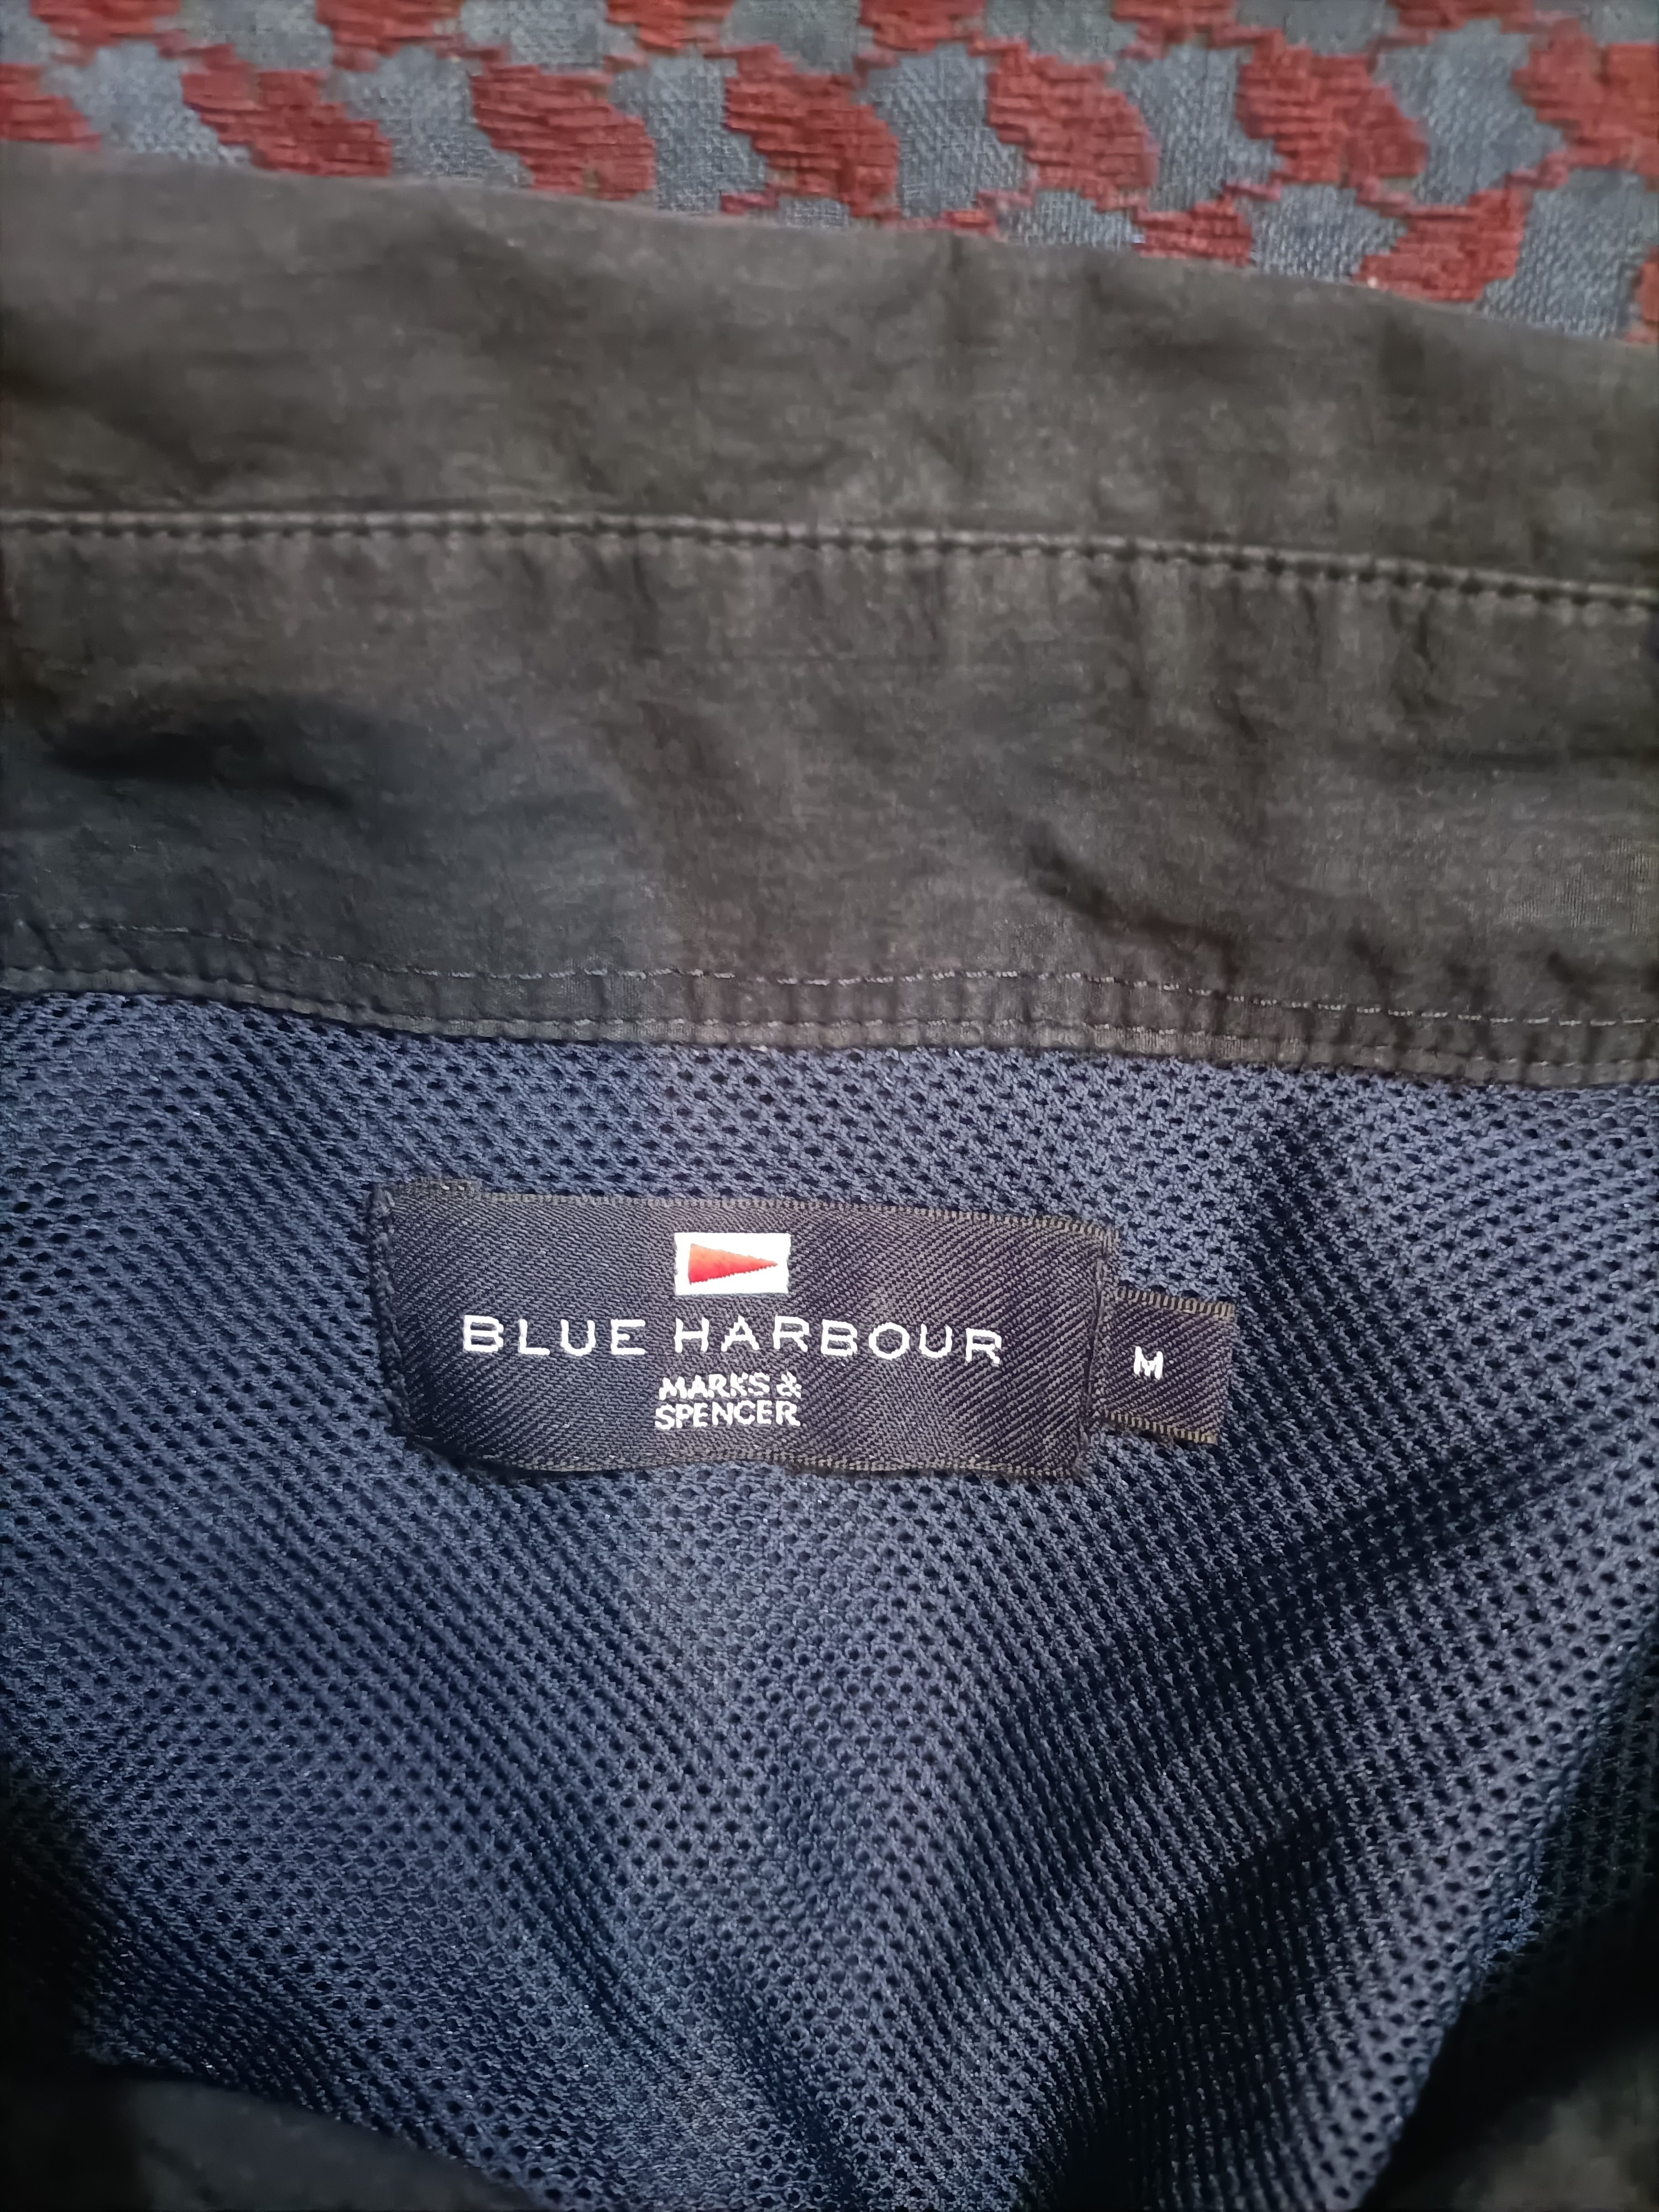 BLUE HARBOUR
MARKS &
SPENCER
M